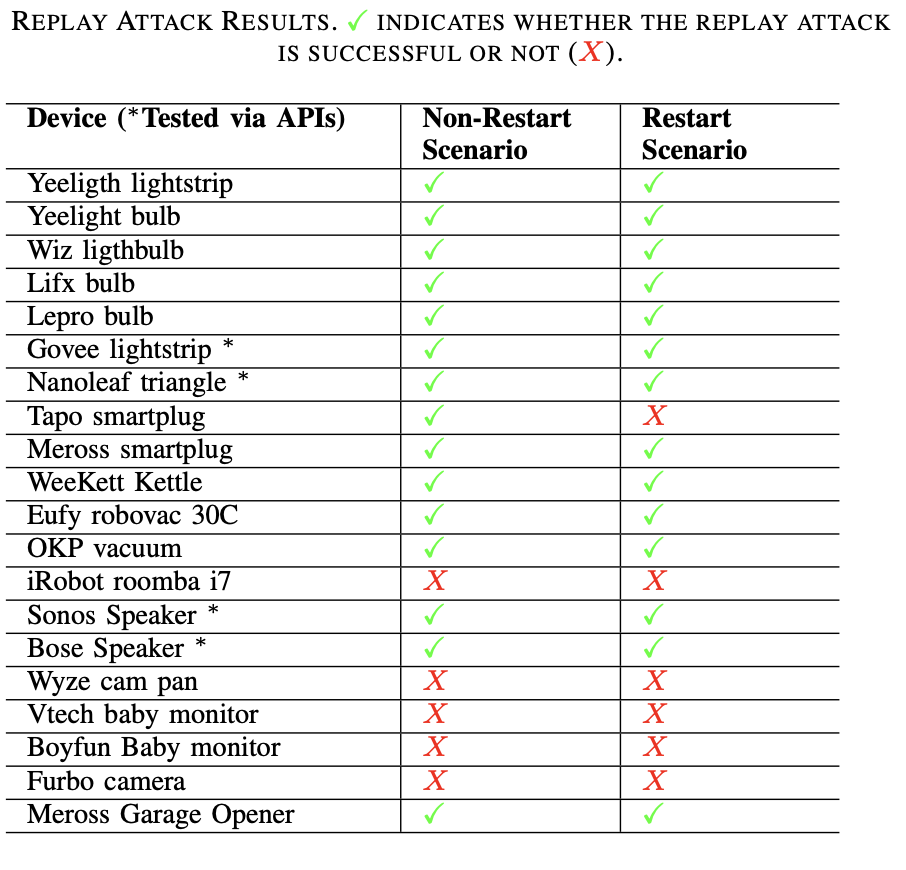 REPLAY ATTACK RESULTS. ✓ INDICATES WHETHER THE REPLAY ATTACK
IS SUCCESSFUL OR NOT (X).
Device (*Tested via APIs) Non-Restart Scenario Restart Scenario
Yeeligth lightstrip ✓ ✓
Yeelight bulb ✓ ✓
Wiz ligthbulb ✓ ✓
Lifx bulb ✓ ✓
Lepro bulb ✓ ✓
Govee lightstrip * ✓ ✓
Nanoleaf triangle * ✓ ✓
Tapo smartplug ✓ X
Meross smartplug ✓ ✓
WeeKett Kettle ✓ ✓
Eufy robovac 30C ✓ ✓
OKP vacuum ✓ ✓
iRobot roomba i7 X X
Sonos Speaker * ✓ ✓
Bose Speaker * ✓ ✓
Wyze cam pan X X
Vtech baby monitor X X
Boyfun Baby monitor X X
Furbo camera X X
Meross Garage Opener ✓ ✓